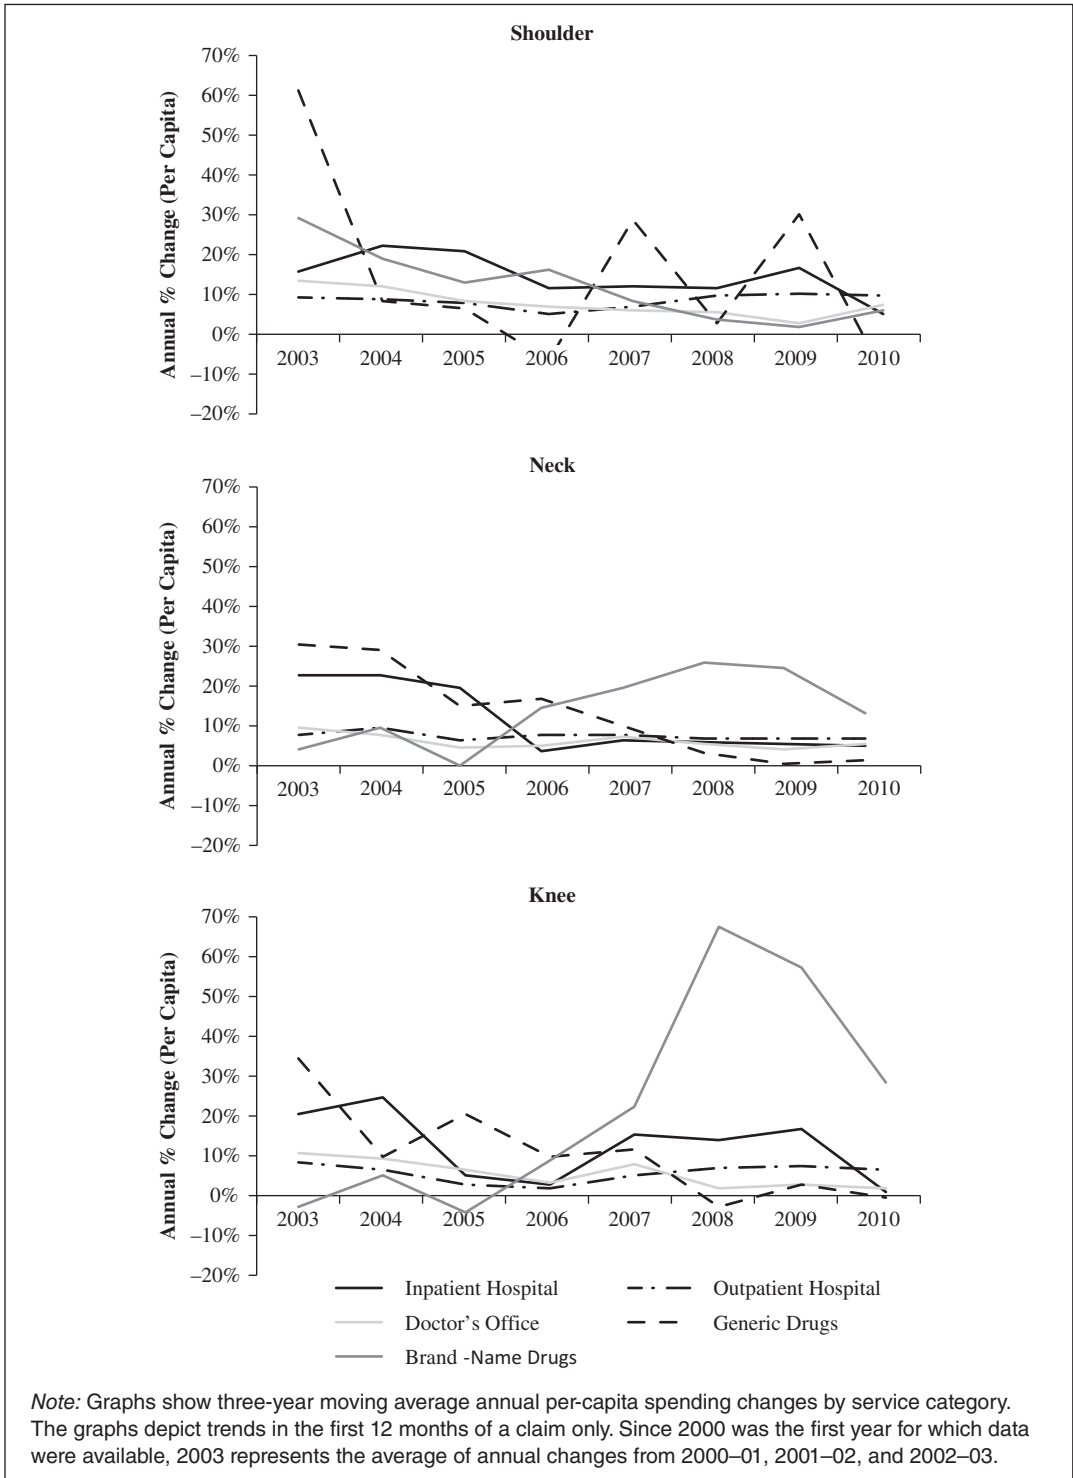 Shoulder
Annual % Change (Per Capita)
70%
60%
50%
40%
30%
20%
10%
0%
–10%
–20%
2003 2004 2005 2006 2007 2008 2009 2010
Neck
Annual % Change (Per Capita)
70%
60%
50%
40%
30%
20%
10%
0%
–10%
–20%
2003 2004 2005 2006 2007 2008 2009 2010
Knee
Annual % Change (Per Capita)
70%
60%
50%
40%
30%
20%
10%
0%
–10%
–20%
2003 2004 2005 2006 2007 2008 2009 2010
Inpatient Hospital
Outpatient Hospital
Doctor's Office
Generic Drugs
Brand -Name Drugs
Note: Graphs show three-year moving average annual per-capita spending changes by service category.
The graphs depict trends in the first 12 months of a claim only. Since 2000 was the first year for which data
were available, 2003 represents the average of annual changes from 2000–01, 2001–02, and 2002–03.